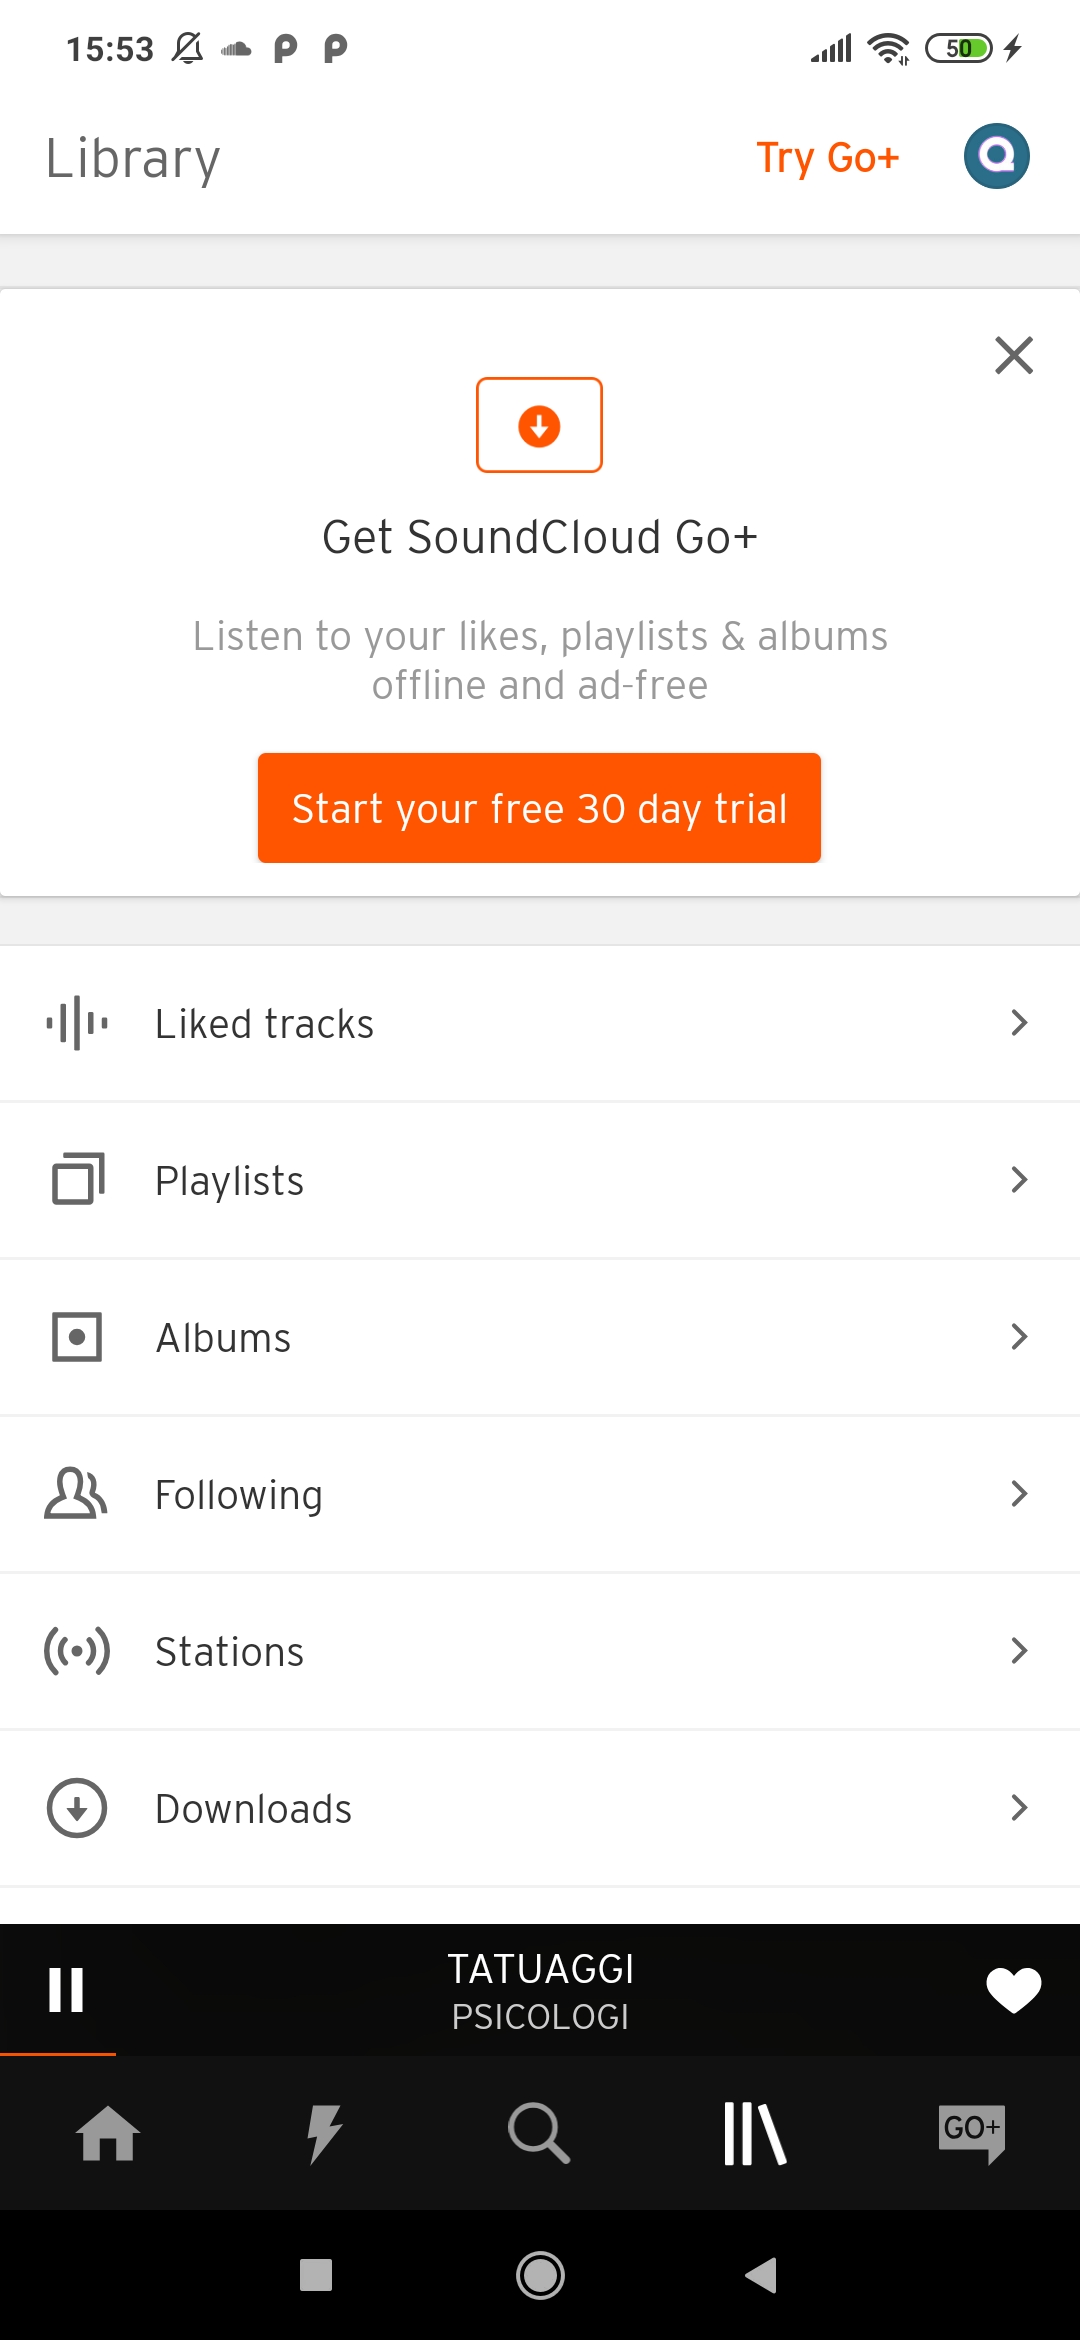 15:53
50
Library
Try Go+
Get SoundCloud Go+
Listen to your likes, playlists & albums
offline and ad-free
Start your free 30 day trial
Liked tracks
Playlists
Albums
Following
Stations
Downloads
TATUAGGI
PSICOLOGI
GO+